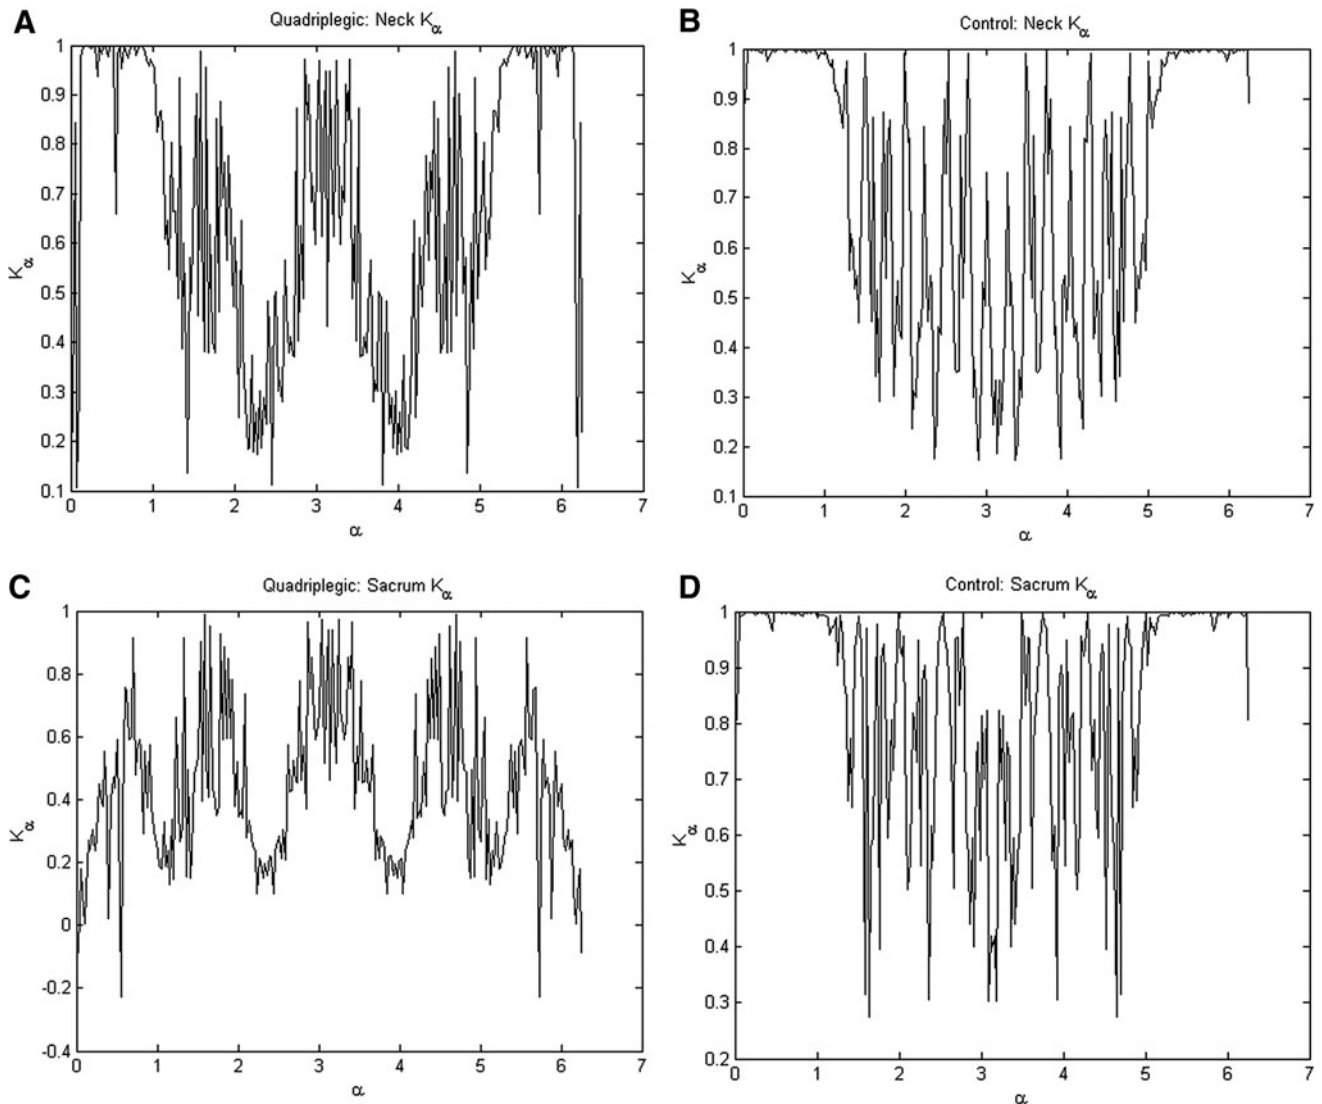 A
Quadriplegic: Neck Kα
1
0.9
0.8
0.7
0.6
0.5
0.4
0.3
0.2
0.1
Kα
0 1 2 3 4 5 6 7
α
B
Control: Neck Kα
1
0.9
0.8
0.7
0.6
0.5
0.4
0.3
0.2
0.1
Kα
0 1 2 3 4 5 6 7
α
C
Quadriplegic: Sacrum Kα
1
0.8
0.6
0.4
0.2
0
-0.2
-0.4
Kα
0 1 2 3 4 5 6 7
α
D
Control: Sacrum Kα
1
0.9
0.8
0.7
0.6
0.5
0.4
0.3
0.2
Kα
0 1 2 3 4 5 6 7
α